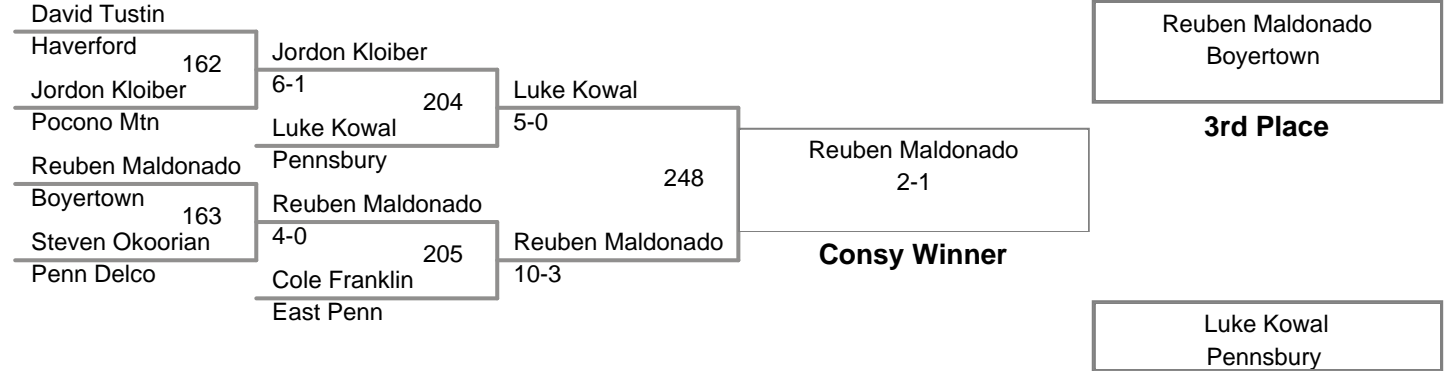 David Tustin
Haverford
162
Jordon Kloiber
Pocono Mtn
Reuben Maldonado
Boyertown
163
Steven Okoorian
Penn Delco
Jordon Kloiber
6-1
204
Luke Kowal
Pennsbury
Reuben Maldonado
4-0
205
Cole Franklin
East Penn
Luke Kowal
5-0
248
Reuben Maldonado
10-3
Reuben Maldonado
2-1
Consy Winner
Reuben Maldonado
Boyertown
3rd Place
Luke Kowal
Pennsbury